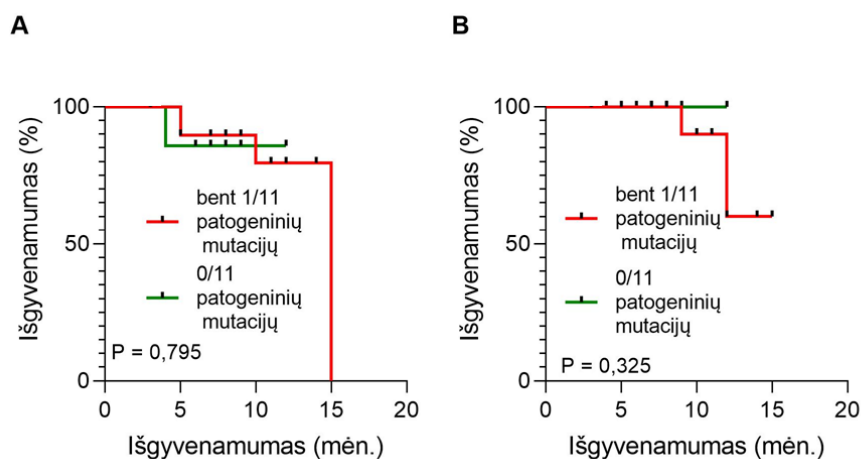 A
Išgyvenamumas (%)
100
50
0
bent 1/11
patogeninių
mutacijų
0/11
patogeninių
mutacijų
P = 0,795
0 5 10 15 20
Išgyvenamumas (mėn.)
B
Išgyvenamumas (%)
100
50
0
bent 1/11
patogeninių
mutacijų
0/11
patogeninių
mutacijų
P = 0,325
0 5 10 15 20
Išgyvenamumas (mėn.)